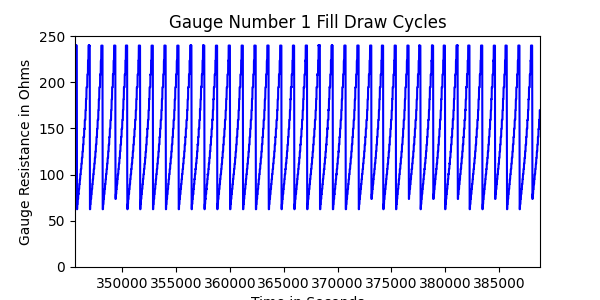 Gauge Number 1 Fill Draw Cycles
250
200
150
100
50
0
Gauge Resistance in Ohms
350000 355000 360000 365000 370000 375000 380000 385000
Time in Seconds